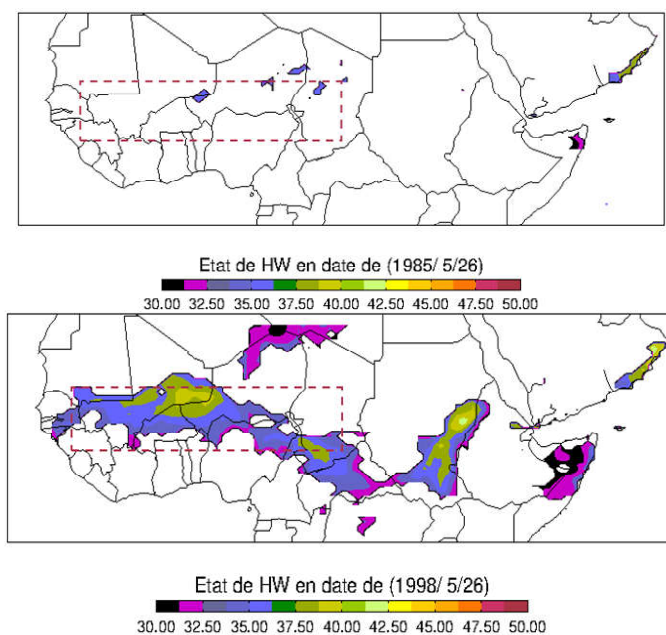 Etat de HW en date de (1985/ 5/26)
30.00 32.50 35.00 37.50 40.00 42.50 45.00 47.50 50.00
Etat de HW en date de (1998/ 5/26)
30.00 32.50 35.00 37.50 40.00 42.50 45.00 47.50 50.00